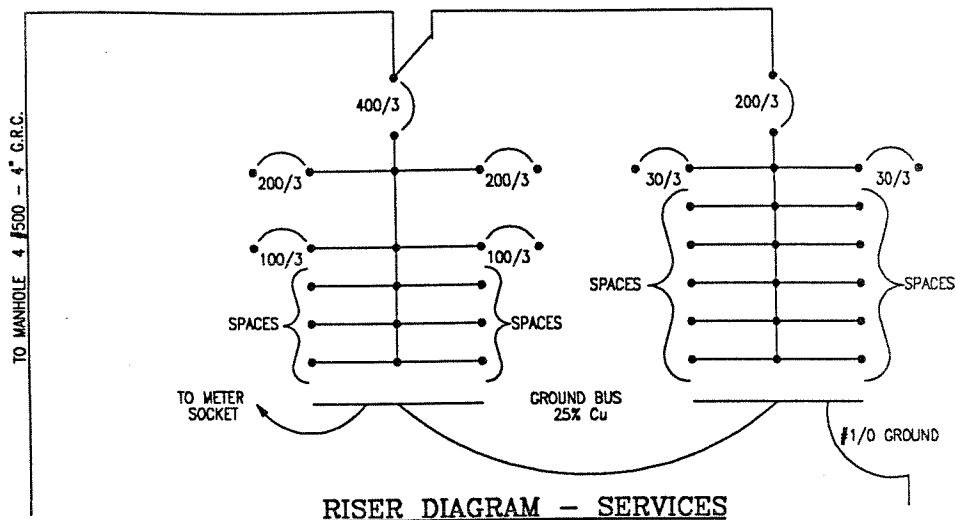 TO MANHOLE 4 #500 - 4" G.R.C.
400/3
200/3
200/3
200/3
30/3
30/3
100/3
100/3
SPACES
SPACES
SPACES
SPACES
TO METER
SOCKET
GROUND BUS
25% Cu
#1/0 GROUND
RISER DIAGRAM - SERVICES